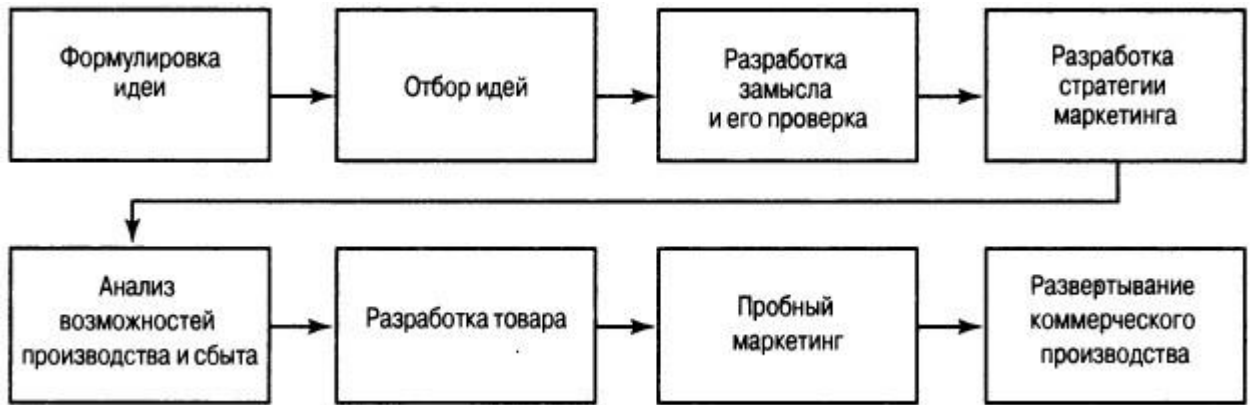 Формулировка
идеи
Отбор идей
Разработка
замысла
и его проверка
Разработка
стратегии
маркетинга
Анализ
возможностей
производства и сбыта
Разработка товара
Пробный
маркетинг
Развертывание
коммерческого
производства